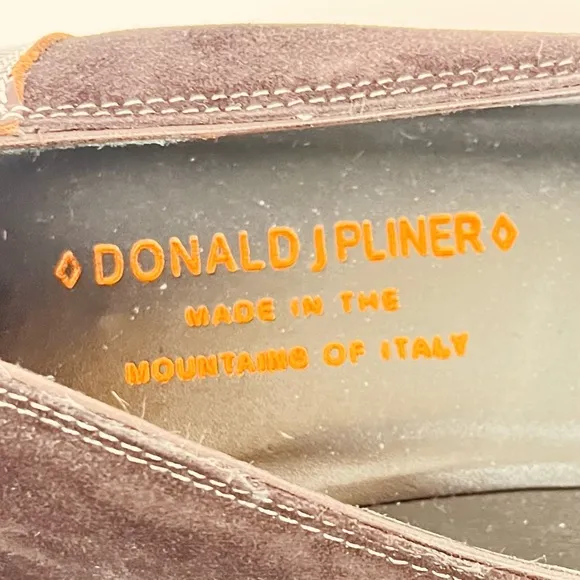 DONALD J PLINER
MADE IN THE
MOUNTAINS OF ITALY